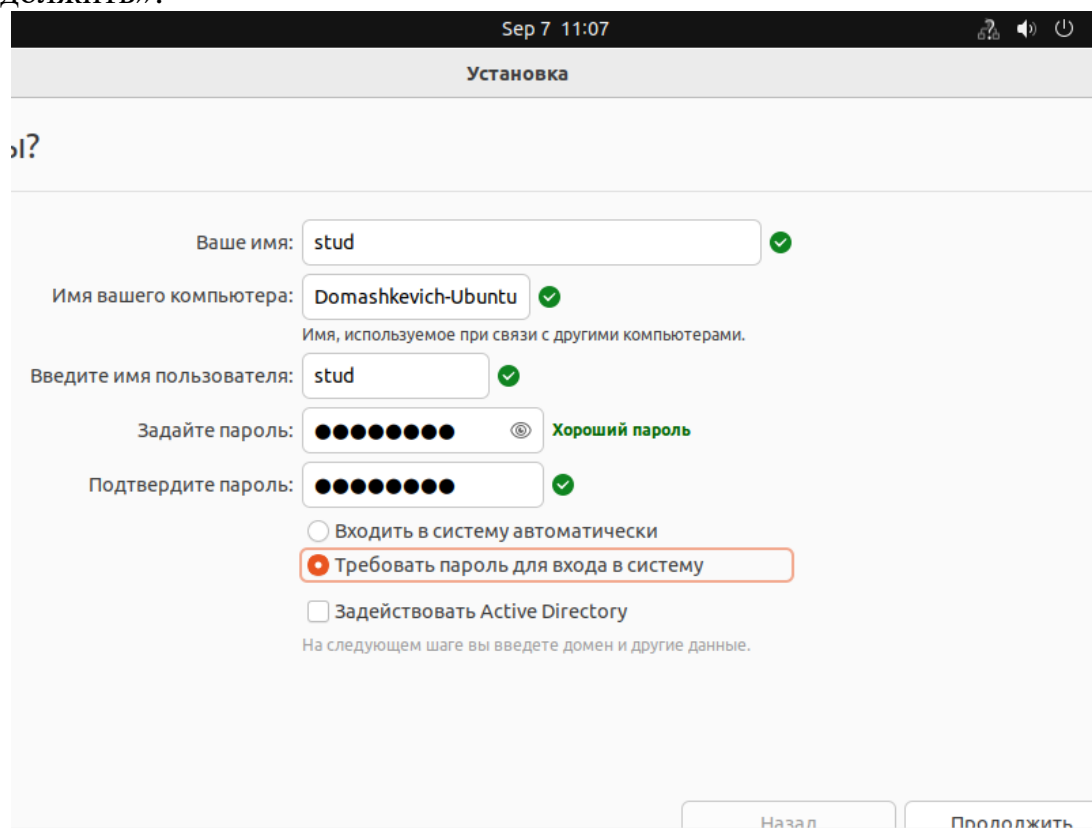 должить».
Sep 7 11:07
Установка
ы?
Ваше имя: stud
Имя вашего компьютера: Domashkevich-Ubuntu
Имя, используемое при связи с другими компьютерами.
Введите имя пользователя: stud
Задайте пароль: ●●●●●●●● Хороший пароль
Подтвердите пароль: ●●●●●●●●
Входить в систему автоматически
Требовать пароль для входа в систему
Задействовать Active Directory
На следующем шаге вы введете домен и другие данные.
Назад Продолжить